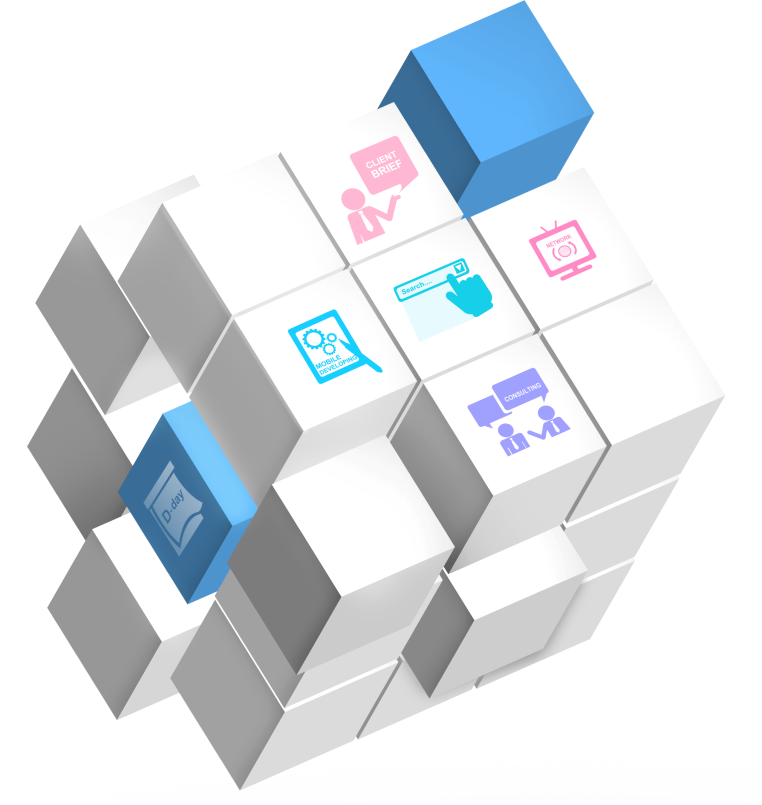 CLIENT
BRIEF
NETWORK
Search....
MOBILE
DEVELOPING
CONSULTING
D-day